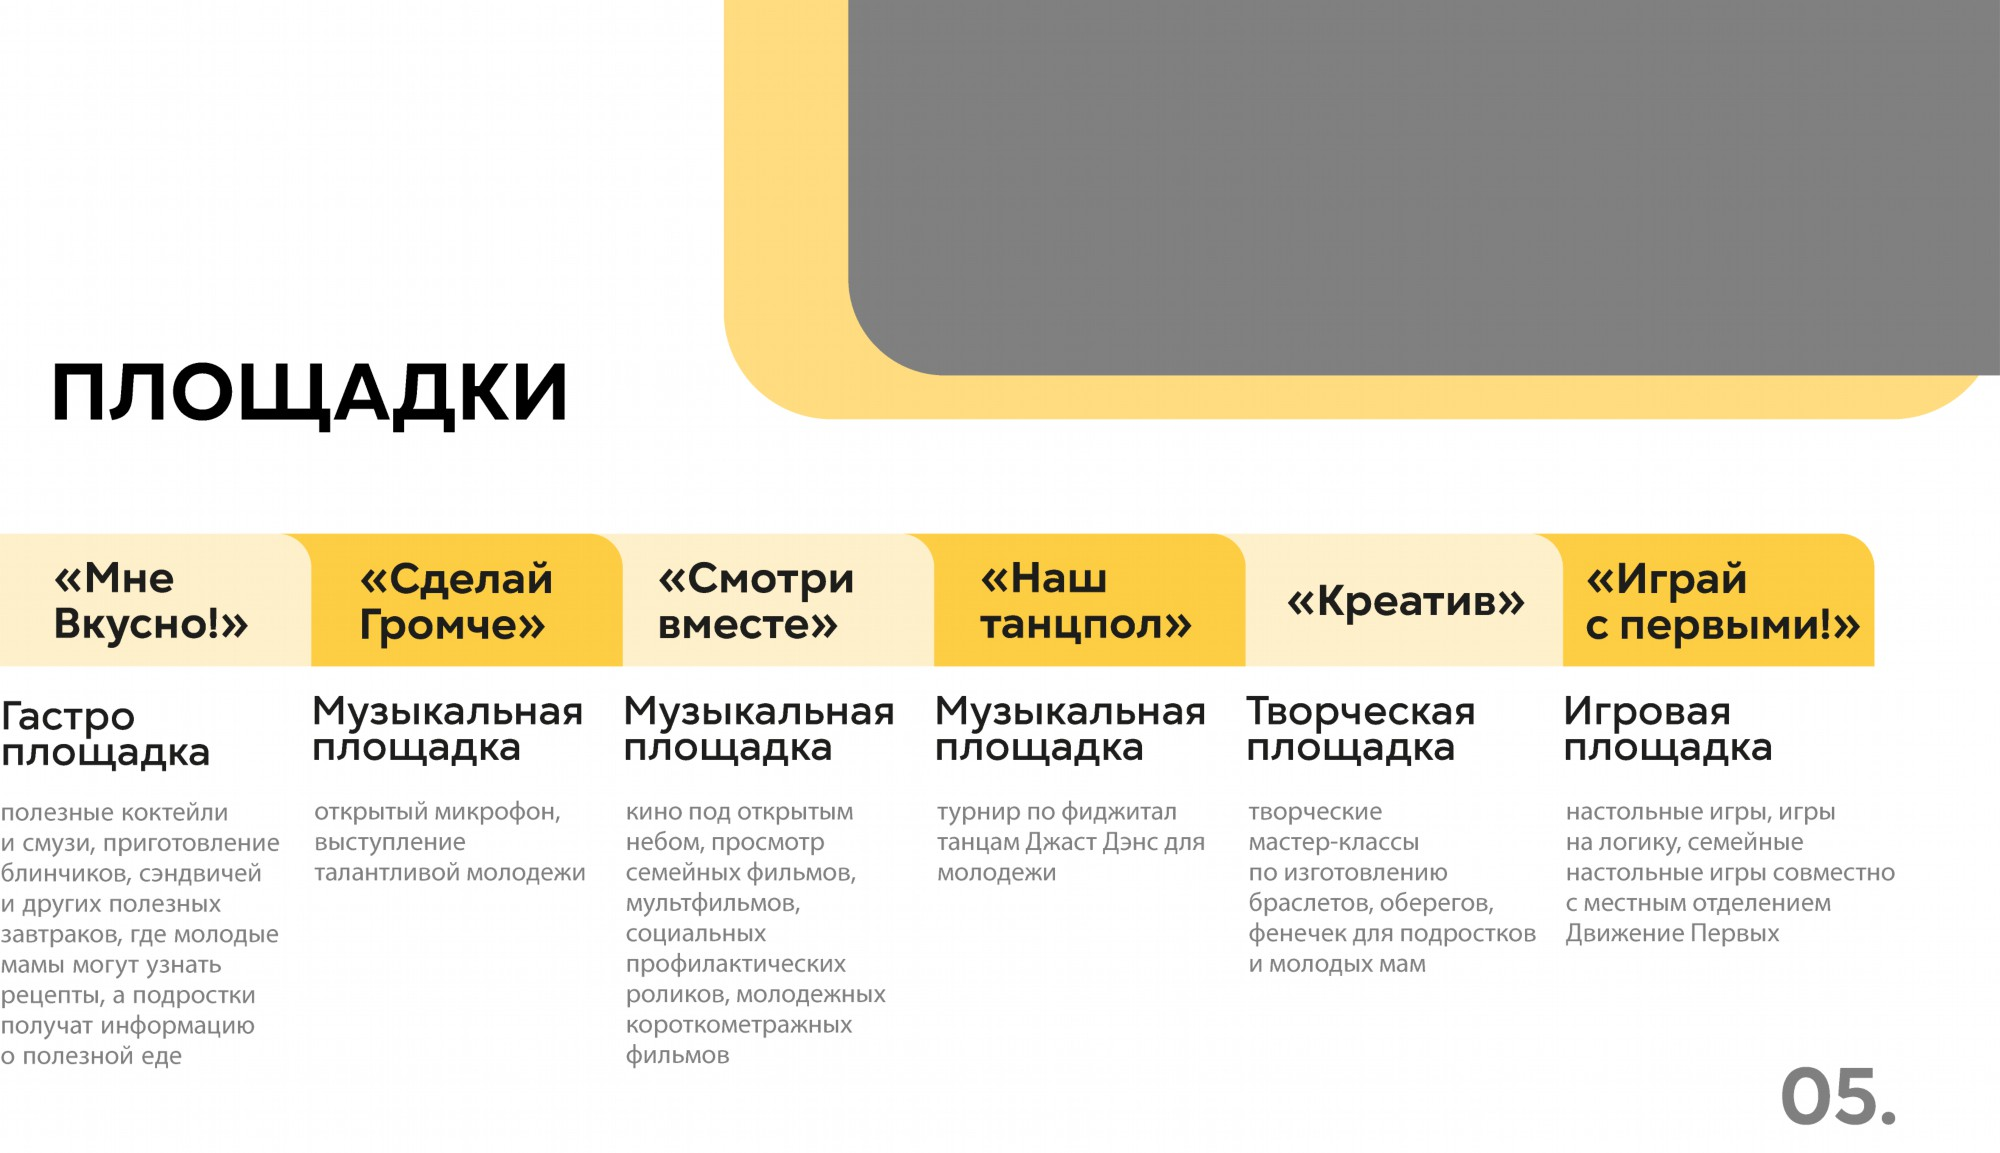 ПЛОЩАДКИ
«Мне
Вкусно!»
Гастро
площадка
полезные коктейли
и смузи, приготовление
блинчиков, сэндвичей
и других полезных
завтраков, где молодые
мамы могут узнать
рецепты, а подростки
получат информацию
о полезной еде
«Сделай
Громче»
Музыкальная
площадка
открытый микрофон,
выступление
талантливой молодежи
«Смотри
вместе»
Музыкальная
площадка
кино под открытым
небом, просмотр
семейных фильмов,
мультфильмов,
социальных
профилактических
роликов, молодежных
короткометражных
фильмов
«Наш
танцпол»
Музыкальная
площадка
турнир по фиджитал
танцам Джаст Дэнс для
молодежи
«Креатив»
Творческая
площадка
творческие
мастер-классы
по изготовлению
браслетов, оберегов,
фенечек для подростков
и молодых мам
«Играй
с первыми!»
Игровая
площадка
настольные игры, игры
на логику, семейные
настольные игры совместно
с местным отделением
Движение Первых
05.